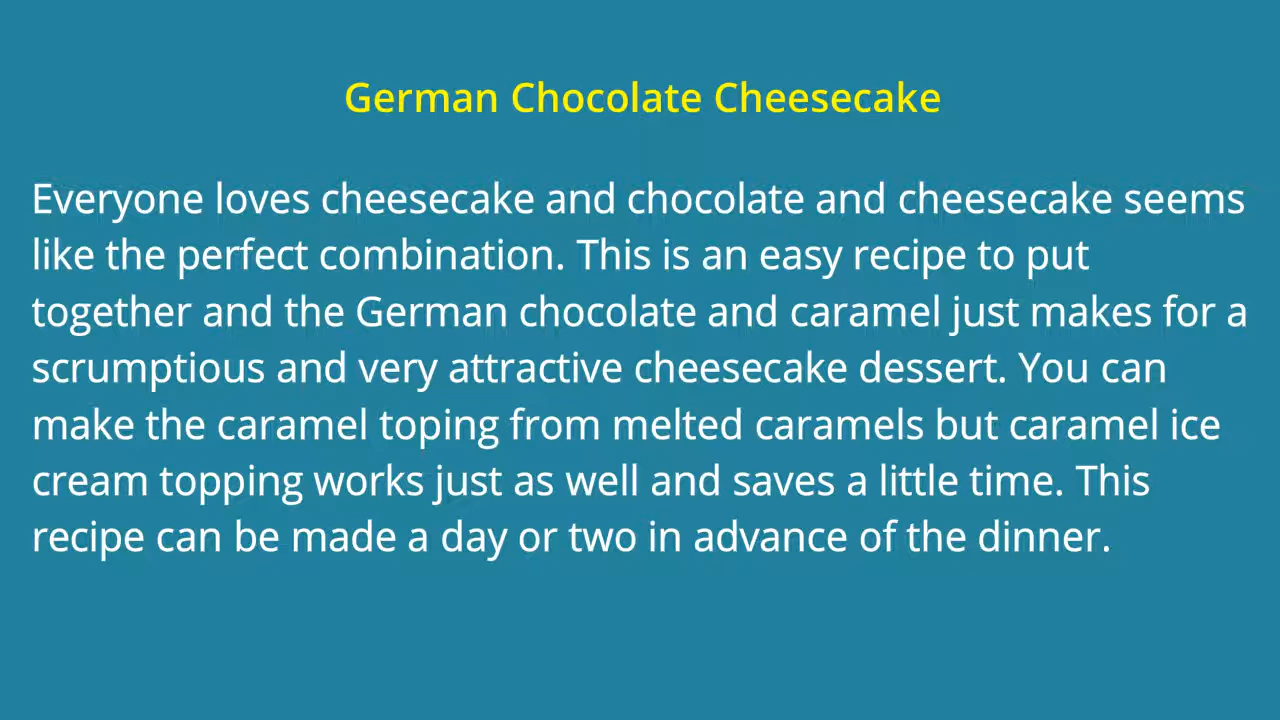 German Chocolate Cheesecake
Everyone loves cheesecake and chocolate and cheesecake seems
like the perfect combination. This is an easy recipe to put
together and the German chocolate and caramel just makes for a
scrumptious and very attractive cheesecake dessert. You can
make the caramel toping from melted caramels but caramel ice
cream topping works just as well and saves a little time. This
recipe can be made a day or two in advance of the dinner.